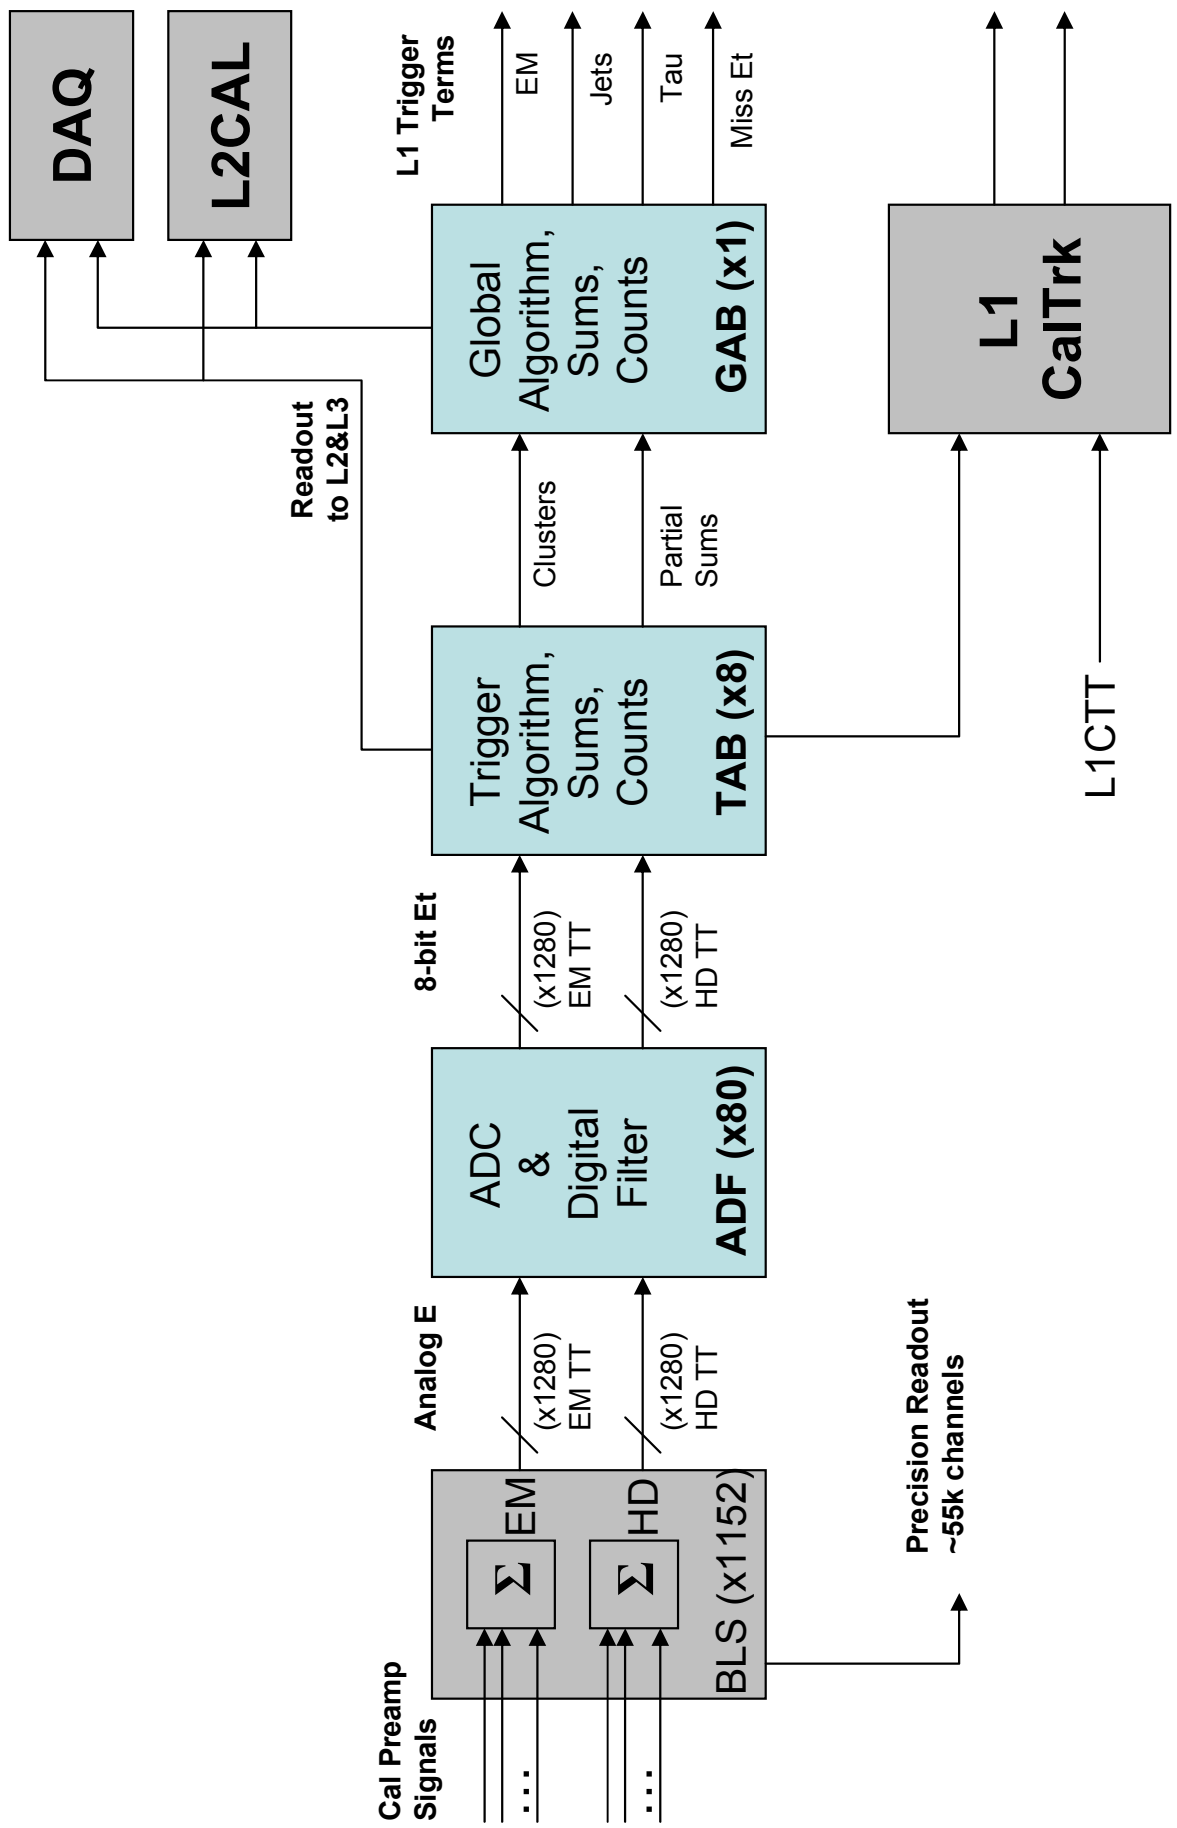 Cal Preamp
Signals
...
...
Σ
EM
Σ
HD
BLS (x1152)
Precision Readout
~55k channels
Analog E
(x1280)
EM TT
(x1280)
HD TT
ADC
&
Digital
Filter
ADF (x80)
8-bit Et
(x1280)
EM TT
(x1280)
HD TT
Trigger
Algorithm,
Sums,
Counts
TAB (x8)
Readout
to L2&L3
Clusters
Partial
Sums
L1CTT
Global
Algorithm,
Sums,
Counts
GAB (x1)
L1
CalTrk
DAQ
L2CAL
L1 Trigger
Terms
EM
Jets
Tau
Miss Et